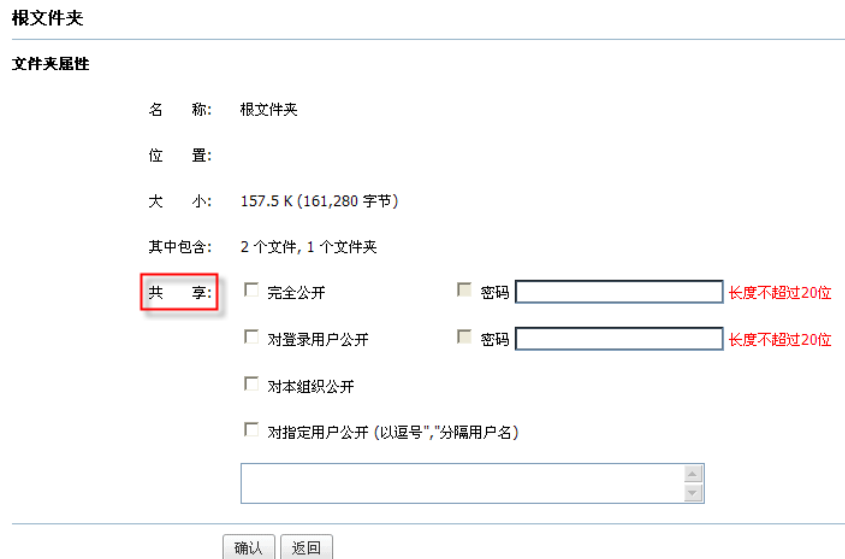 根文件夹
文件夹属性
名 称: 根文件夹
位 置:
大 小: 157.5 K (161,280 字节)
其中包含: 2 个文件, 1 个文件夹
共 享: 完全公开 密码 长度不超过20位
对登录用户公开 密码 长度不超过20位
对本组织公开
对指定用户公开 (以逗号","分隔用户名)
确认 返回